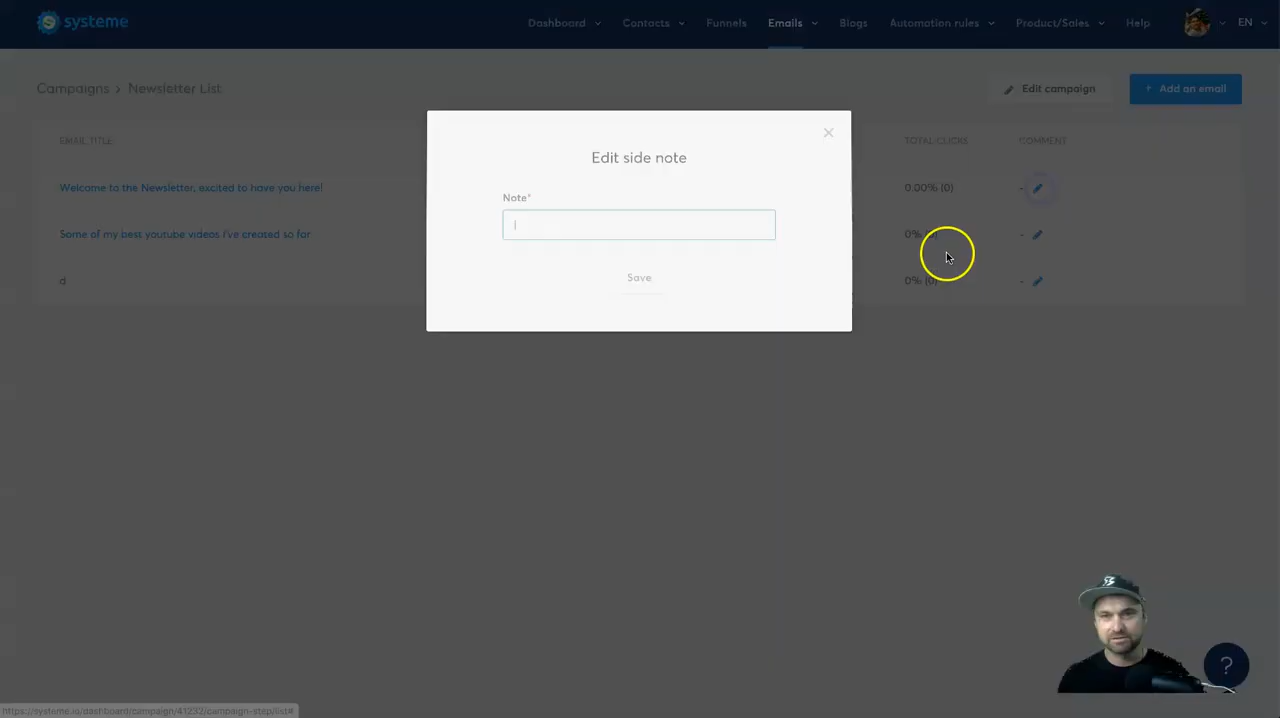 systeme
Dashboard
Contacts
Funnels
Emails
Blogs
Automation rules
Product/Sales
Help
EN
Campaigns › Newsletter List
Edit campaign
+ Add an email
Edit side note
Note*
Save
EMAIL TITLE
TOTAL CLICKS
COMMENT
Welcome to the Newsletter, excited to have you here!
0.00% (0)
-
Some of my best youtube videos I've created so far
0%
-
d
0% (0)
-
?
https://systeme.io/dashboard/campaign/41232/campaign-step/list#